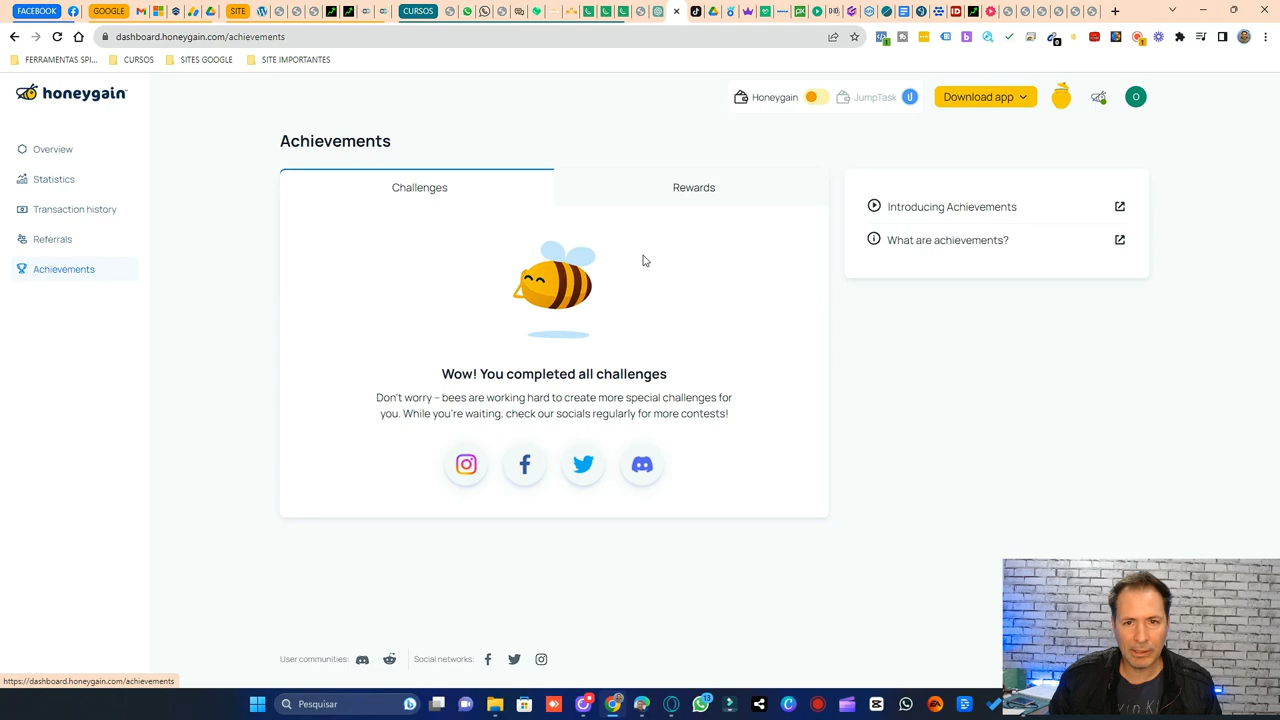 FACEBOOK GOOGLE SITE CURSOS
dashboard.honeygain.com/achievements
FERRAMENTAS SPI... CURSOS SITES GOOGLE SITE IMPORTANTES
honeygain
Honeygain JumpTask Download app O
Overview
Statistics
Transaction history
Referrals
Achievements
Achievements
Challenges Rewards
Introducing Achievements
What are achievements?
Wow! You completed all challenges
Don't worry – bees are working hard to create more special challenges for
you. While you're waiting, check our socials regularly for more contests!
User communities: Social networks:
https://dashboard.honeygain.com/achievements
Pesquisar
13